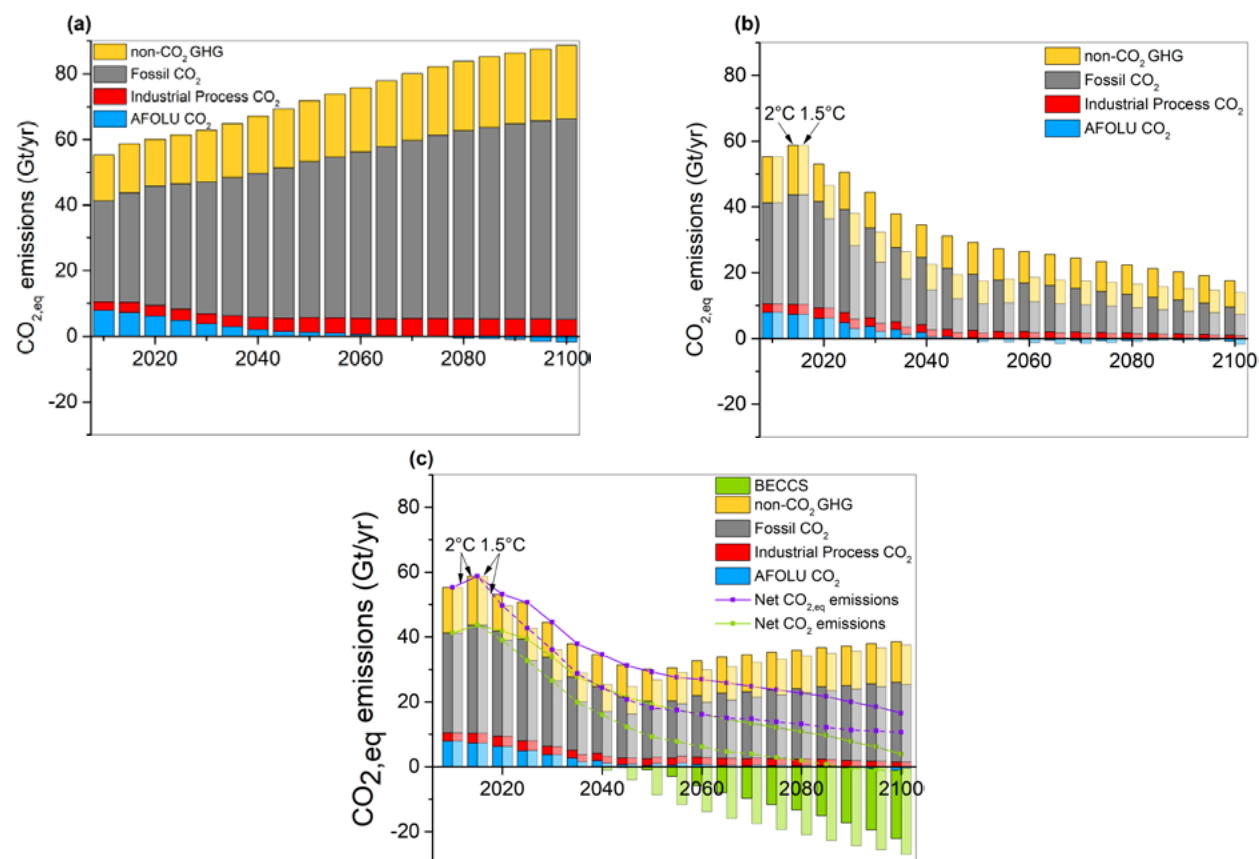 (a)
non-CO₂ GHG
Fossil CO₂
Industrial Process CO₂
AFOLU CO₂
CO₂,eq emissions (Gt/yr)
80
60
40
20
0
-20
2020
2040
2060
2080
2100
(b)
non-CO₂ GHG
Fossil CO₂
Industrial Process CO₂
AFOLU CO₂
2°C 1.5°C
CO₂,eq emissions (Gt/yr)
80
60
40
20
0
-20
2020
2040
2060
2080
2100
(c)
BECCS
non-CO₂ GHG
Fossil CO₂
Industrial Process CO₂
AFOLU CO₂
Net CO₂,eq emissions
Net CO₂ emissions
2°C 1.5°C
CO2,eq emissions (Gt/yr)
80
60
40
20
0
-20
2020
2040
2060
2080
2100